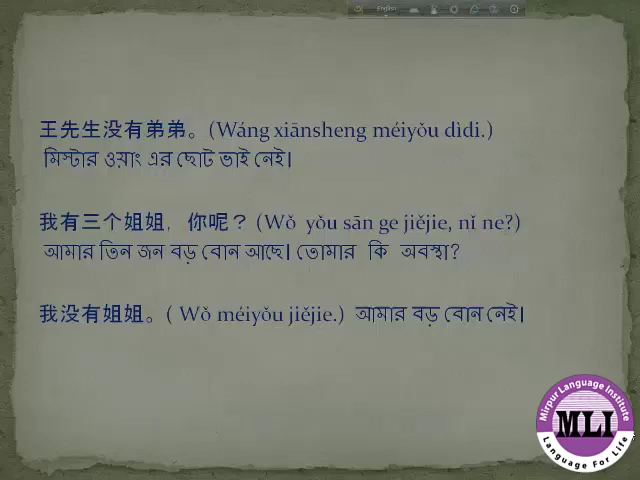 English
王先生没有弟弟。(Wáng xiānsheng méiyǒu dìdi.)
মিস্টার ওয়াং এর ছোট ভাই নেই।
我有三个姐姐，你呢？(Wǒ yǒu sān ge jiějie, nǐ ne?)
আমার তিন জন বড় বোন আছে। তোমার কি অবস্থা?
我没有姐姐。( Wǒ méiyǒu jiějie.) আমার বড় বোন নেই।
Mirpur Language Institute
MLI
Language For Life